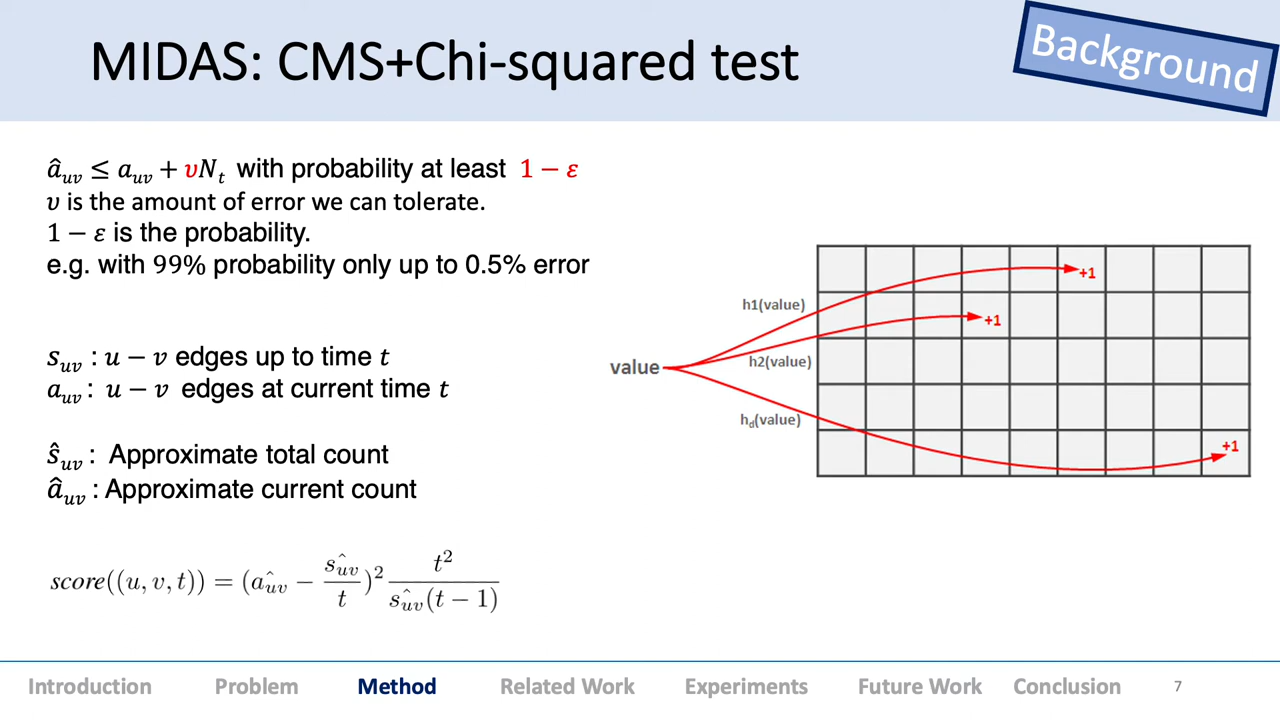 MIDAS: CMS+Chi-squared test
Background
â_uv ≤ a_uv + υN_t with probability at least 1 − ε
υ is the amount of error we can tolerate.
1 − ε is the probability.
e.g. with 99% probability only up to 0.5% error
s_uv : u − v edges up to time t
a_uv : u − v edges at current time t
ŝ_uv : Approximate total count
â_uv : Approximate current count
score((u, v, t)) = (â_uv − ŝ_uv / t)² t² / ŝ_uv(t − 1)
value
h1(value)
h2(value)
h_d(value)
+1
+1
+1
Introduction Problem Method Related Work Experiments Future Work Conclusion 7